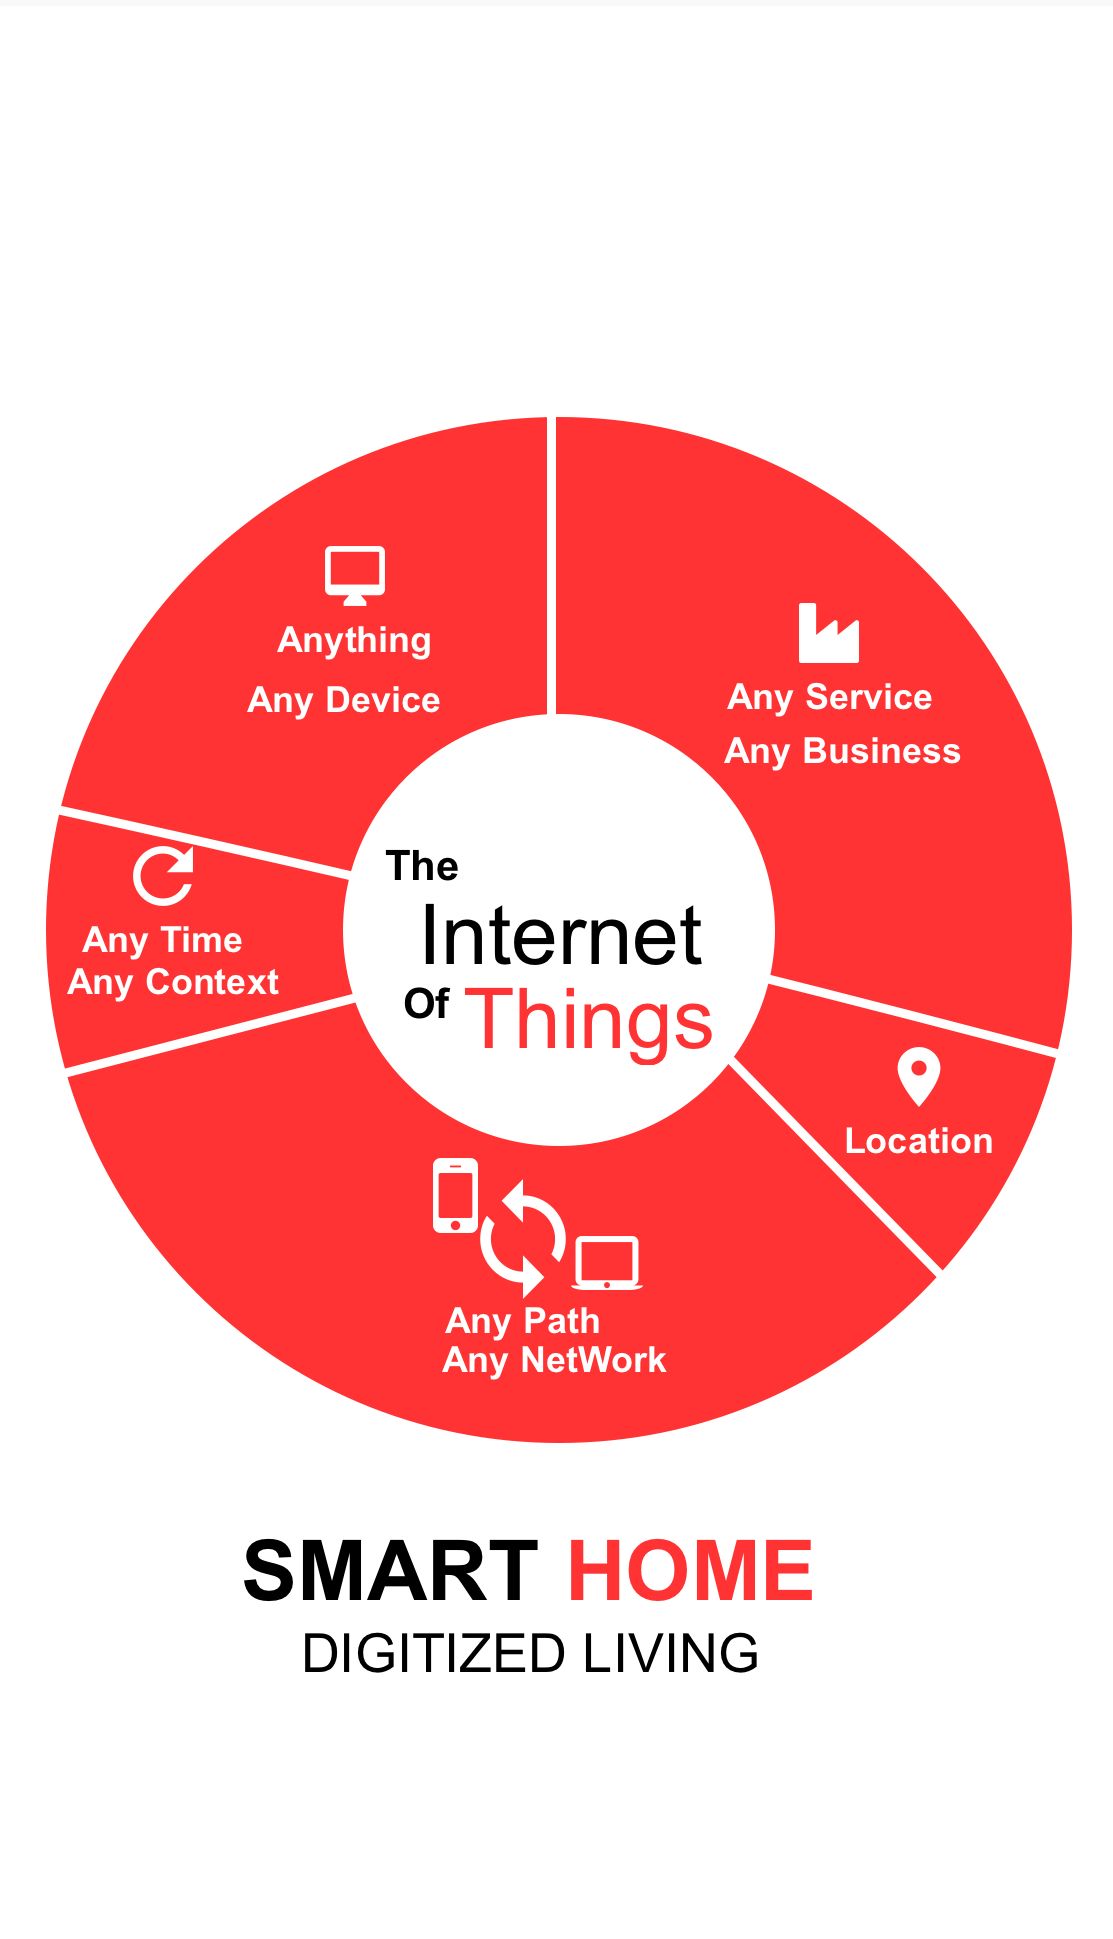 Anything
Any Device
Any Service
Any Business
Any Time
Any Context
The
Internet
Of Things
Location
Any Path
Any NetWork
SMART HOME
DIGITIZED LIVING